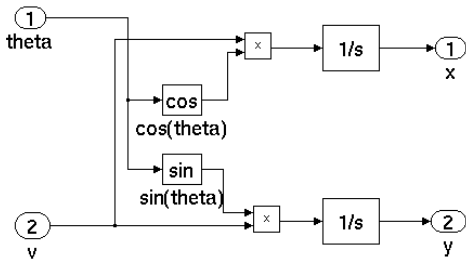 1
theta
x
1/s
1
x
cos
cos(theta)
sin
sin(theta)
2
v
x
1/s
2
y